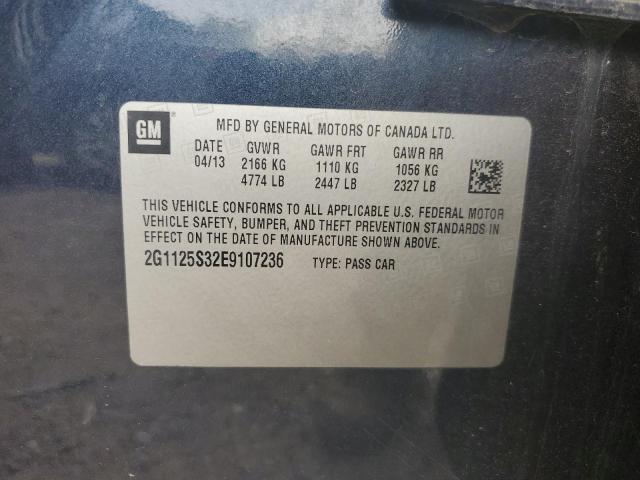 GM
MFD BY GENERAL MOTORS OF CANADA LTD.
DATE GVWR GAWR FRT GAWR RR
04/13 2166 KG 1110 KG 1056 KG
4774 LB 2447 LB 2327 LB
THIS VEHICLE CONFORMS TO ALL APPLICABLE U.S. FEDERAL MOTOR
VEHICLE SAFETY, BUMPER, AND THEFT PREVENTION STANDARDS IN
EFFECT ON THE DATE OF MANUFACTURE SHOWN ABOVE.
2G1125S32E9107236 TYPE: PASS CAR